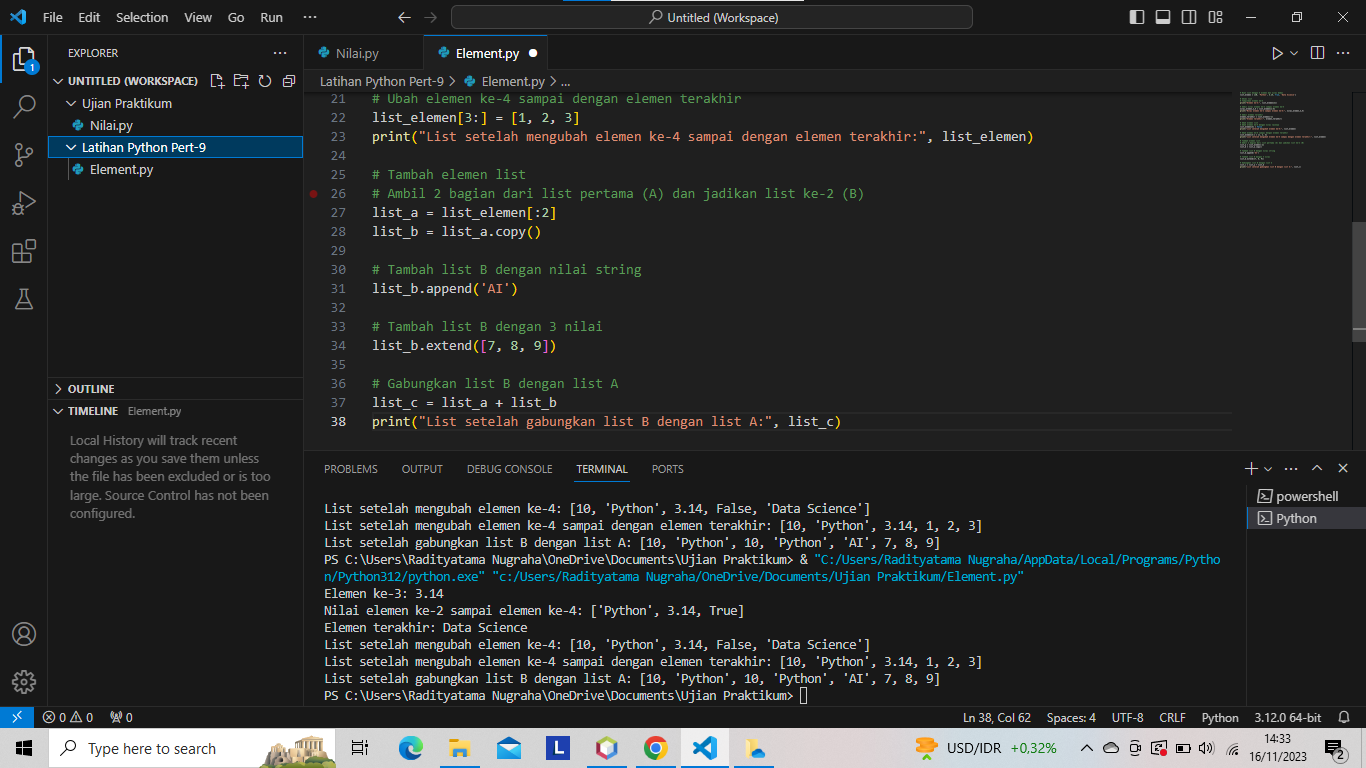 File Edit Selection View Go Run ···
Untitled (Workspace)
EXPLORER
Nilai.py
Element.py
UNTITLED (WORKSPACE)
Latihan Python Pert-9 > Element.py > ...
Ujian Praktikum
Nilai.py
Latihan Python Pert-9
Element.py
1
21 # Ubah elemen ke-4 sampai dengan elemen terakhir
22 list_elemen[3:] = [1, 2, 3]
23 print("List setelah mengubah elemen ke-4 sampai dengan elemen terakhir:", list_elemen)
24
25 # Tambah elemen list
26 # Ambil 2 bagian dari list pertama (A) dan jadikan list ke-2 (B)
27 list_a = list_elemen[:2]
28 list_b = list_a.copy()
29
30 # Tambah list B dengan nilai string
31 list_b.append('AI')
32
33 # Tambah list B dengan 3 nilai
34 list_b.extend([7, 8, 9])
35
36 # Gabungkan list B dengan list A
37 list_c = list_a + list_b
38 print("List setelah gabungkan list B dengan list A:", list_c)
OUTLINE
TIMELINE Element.py
Local History will track recent
changes as you save them unless
the file has been excluded or is too
large. Source Control has not been
configured.
PROBLEMS OUTPUT DEBUG CONSOLE TERMINAL PORTS
powershell
Python
List setelah mengubah elemen ke-4: [10, 'Python', 3.14, False, 'Data Science']
List setelah mengubah elemen ke-4 sampai dengan elemen terakhir: [10, 'Python', 3.14, 1, 2, 3]
List setelah gabungkan list B dengan list A: [10, 'Python', 10, 'Python', 'AI', 7, 8, 9]
PS C:\Users\Radityatama Nugraha\OneDrive\Documents\Ujian Praktikum> & "C:/Users/Radityatama Nugraha/AppData/Local/Programs/Pytho
n/Python312/python.exe" "c:/Users/Radityatama Nugraha/OneDrive/Documents/Ujian Praktikum/Element.py"
Elemen ke-3: 3.14
Nilai elemen ke-2 sampai elemen ke-4: ['Python', 3.14, True]
Elemen terakhir: Data Science
List setelah mengubah elemen ke-4: [10, 'Python', 3.14, False, 'Data Science']
List setelah mengubah elemen ke-4 sampai dengan elemen terakhir: [10, 'Python', 3.14, 1, 2, 3]
List setelah gabungkan list B dengan list A: [10, 'Python', 10, 'Python', 'AI', 7, 8, 9]
PS C:\Users\Radityatama Nugraha\OneDrive\Documents\Ujian Praktikum>
0 0 0
Ln 38, Col 62 Spaces: 4 UTF-8 CRLF Python 3.12.0 64-bit
Type here to search
L
USD/IDR +0,32%
14:33
16/11/2023
2